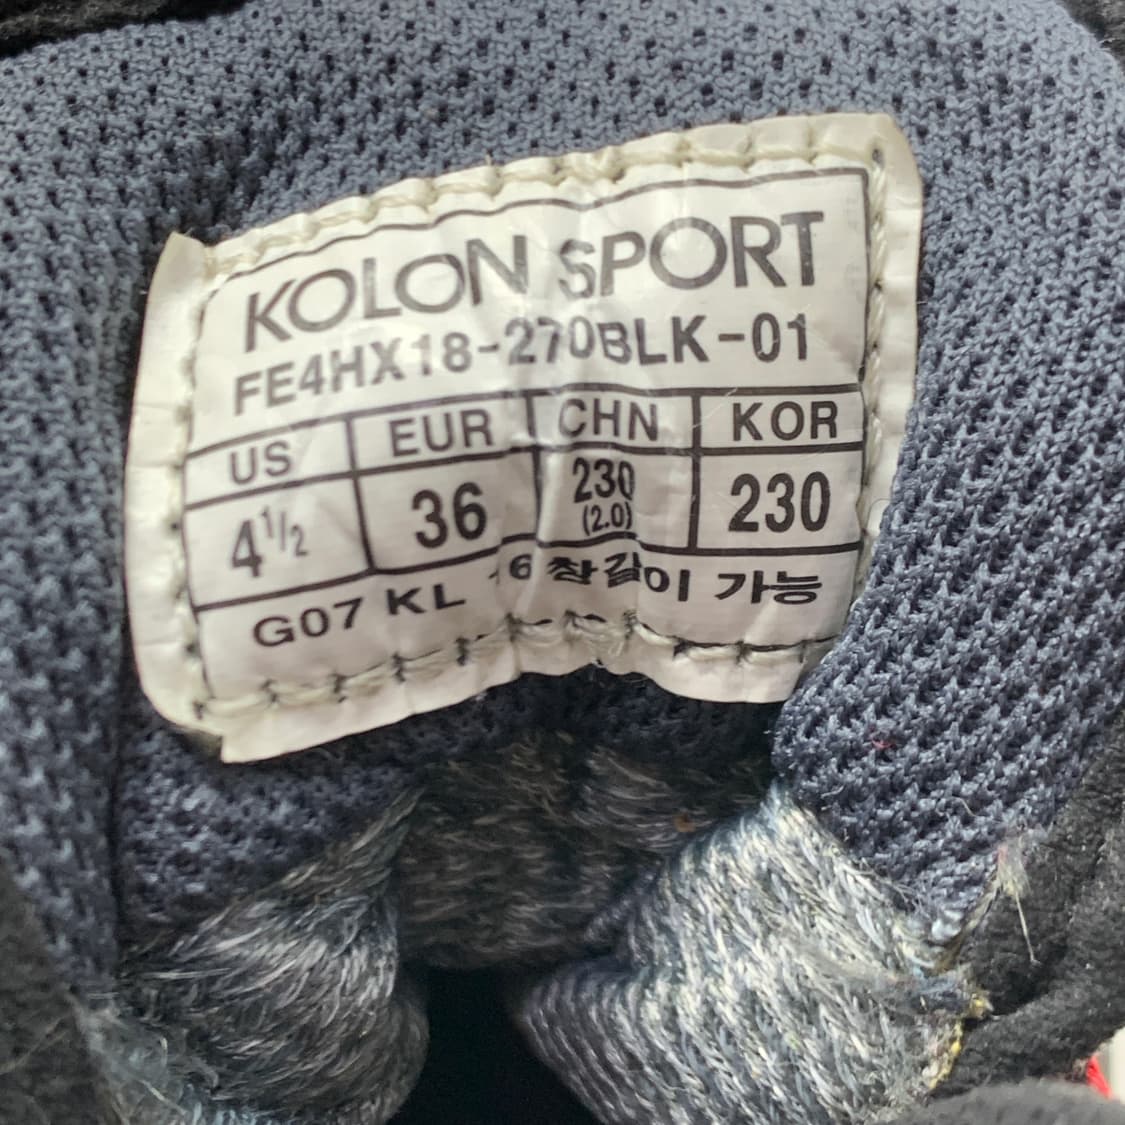 KOLON SPORT
FE4HX18-270BLK-01
US EUR CHN KOR
4 1/2 36 230 (2.0) 230
G07 KL 창갈이 가능